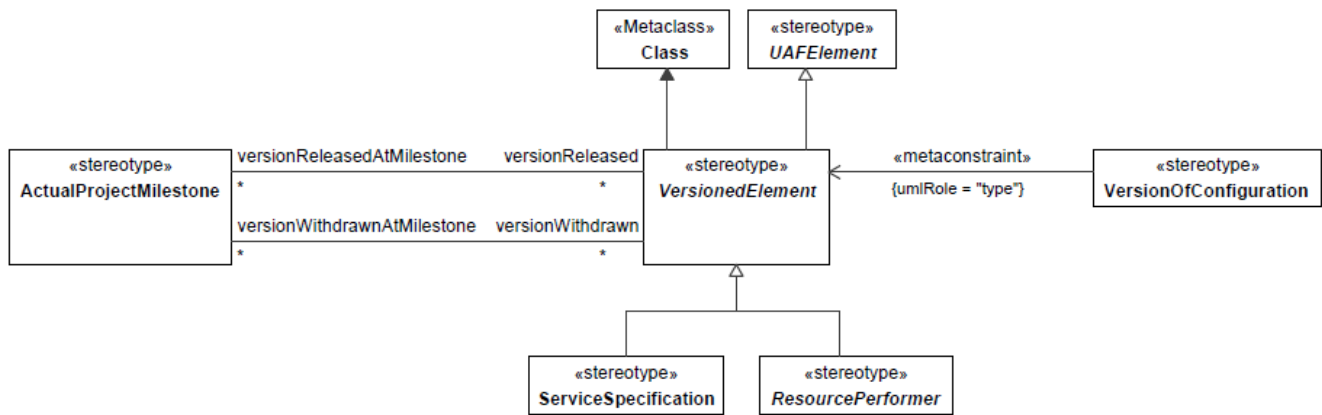 «Metaclass»
Class
«stereotype»
UAFElement
«stereotype»
ActualProjectMilestone
versionReleasedAtMilestone
*
versionReleased
*
versionWithdrawnAtMilestone
*
versionWithdrawn
*
«stereotype»
VersionedElement
«metaconstraint»
{umlRole = "type"}
«stereotype»
VersionOfConfiguration
«stereotype»
ServiceSpecification
«stereotype»
ResourcePerformer